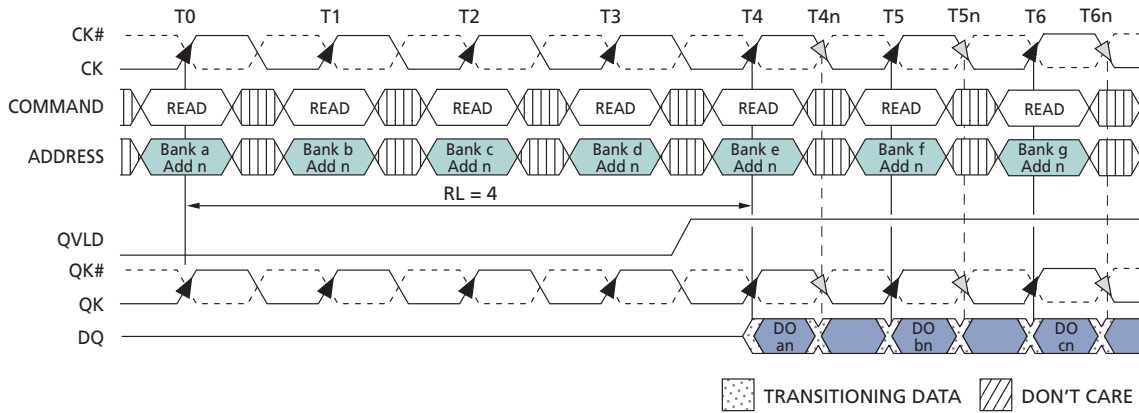 T0 T1 T2 T3 T4 T4n T5 T5n T6 T6n
CK#
CK
COMMAND READ READ READ READ READ READ READ
ADDRESS Bank a Bank b Bank c Bank d Bank e Bank f Bank g
Add n Add n Add n Add n Add n Add n Add n
RL = 4
QVLD
QK#
QK
DQ DO DO DO
an bn cn
TRANSITIONING DATA DON'T CARE